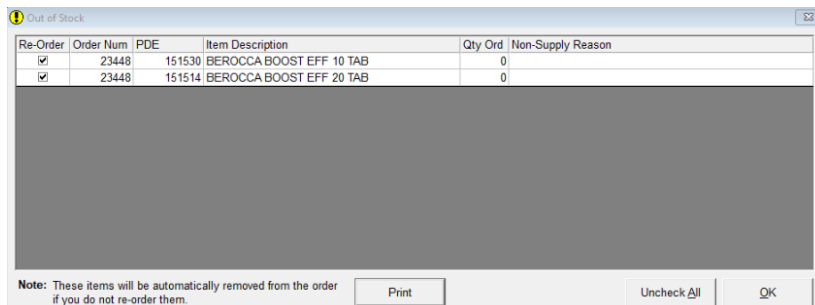 Out of Stock
Re-Order Order Num PDE Item Description Qty Ord Non-Supply Reason
23448 151530 BEROCCA BOOST EFF 10 TAB 0
23448 151514 BEROCCA BOOST EFF 20 TAB 0
Note: These items will be automatically removed from the order
if you do not re-order them.
Print Uncheck All OK